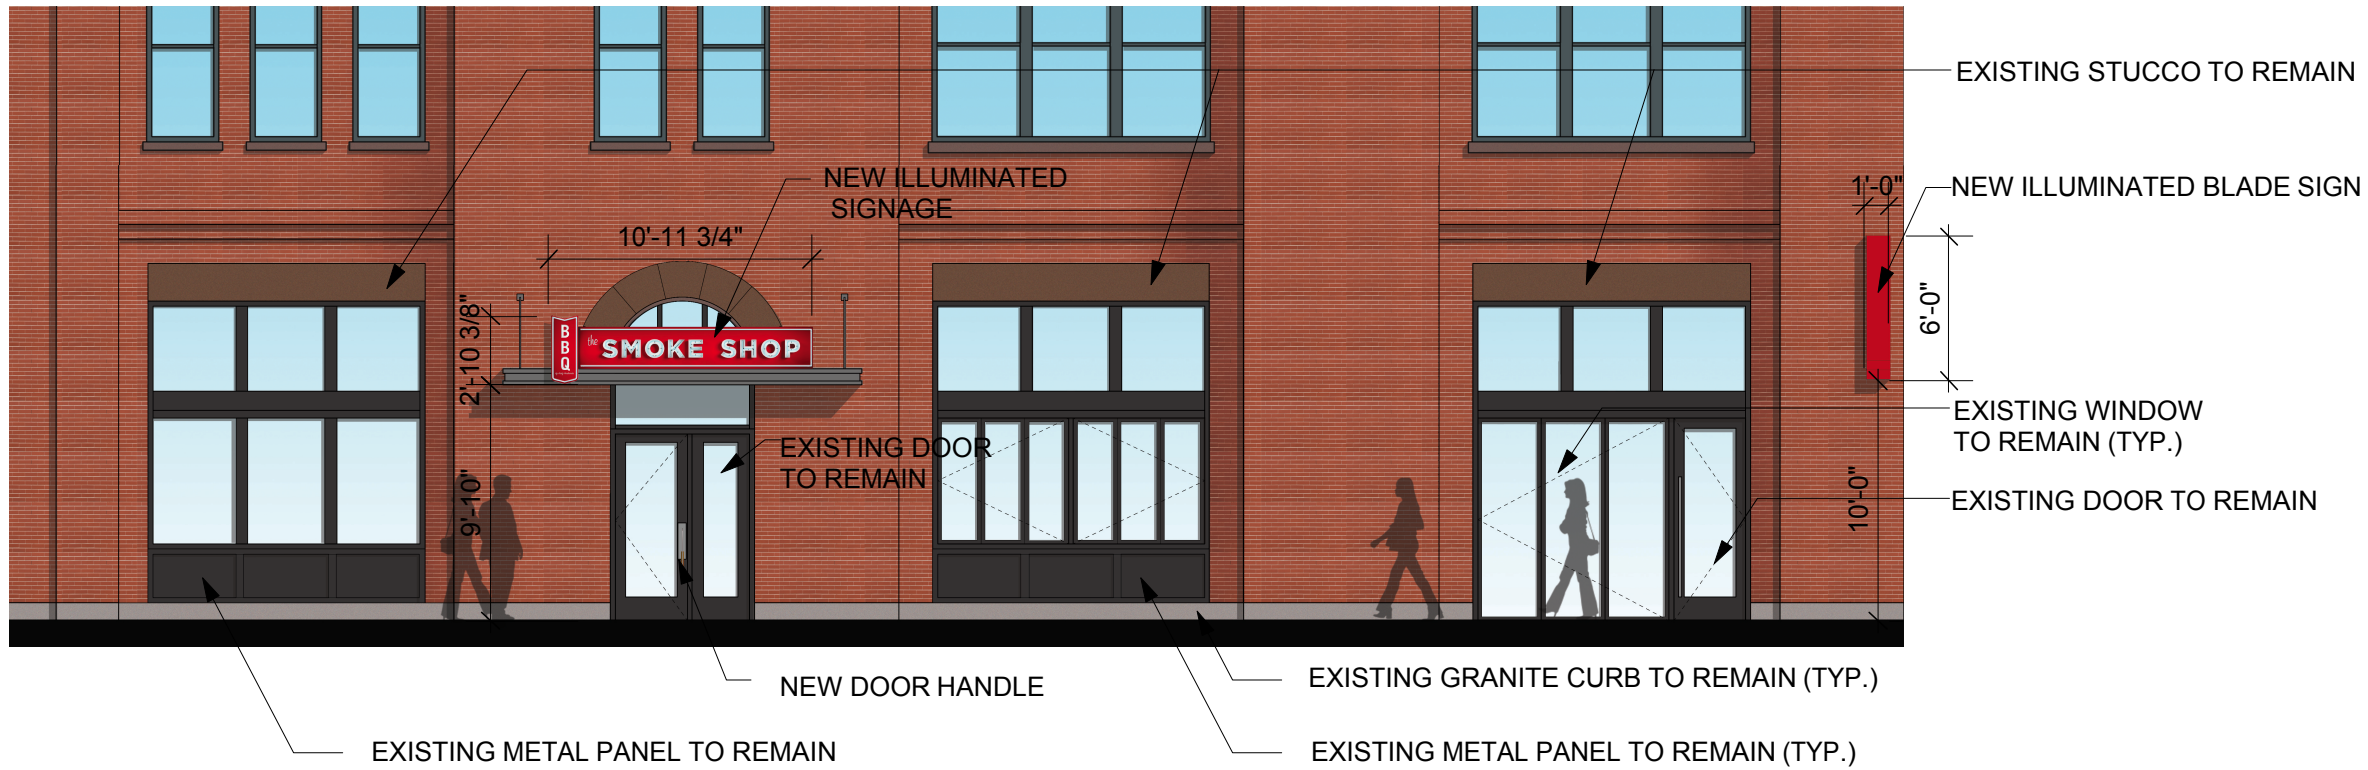 EXISTING STUCCO TO REMAIN
NEW ILLUMINATED
SIGNAGE
1'-0"
NEW ILLUMINATED BLADE SIGN
10'-11 3/4"
2'-10 3/8"
BBQ
the SMOKE SHOP
6'-0"
EXISTING WINDOW
TO REMAIN (TYP.)
EXISTING DOOR
TO REMAIN
9'-10"
10'-0"
EXISTING DOOR TO REMAIN
NEW DOOR HANDLE
EXISTING GRANITE CURB TO REMAIN (TYP.)
EXISTING METAL PANEL TO REMAIN
EXISTING METAL PANEL TO REMAIN (TYP.)